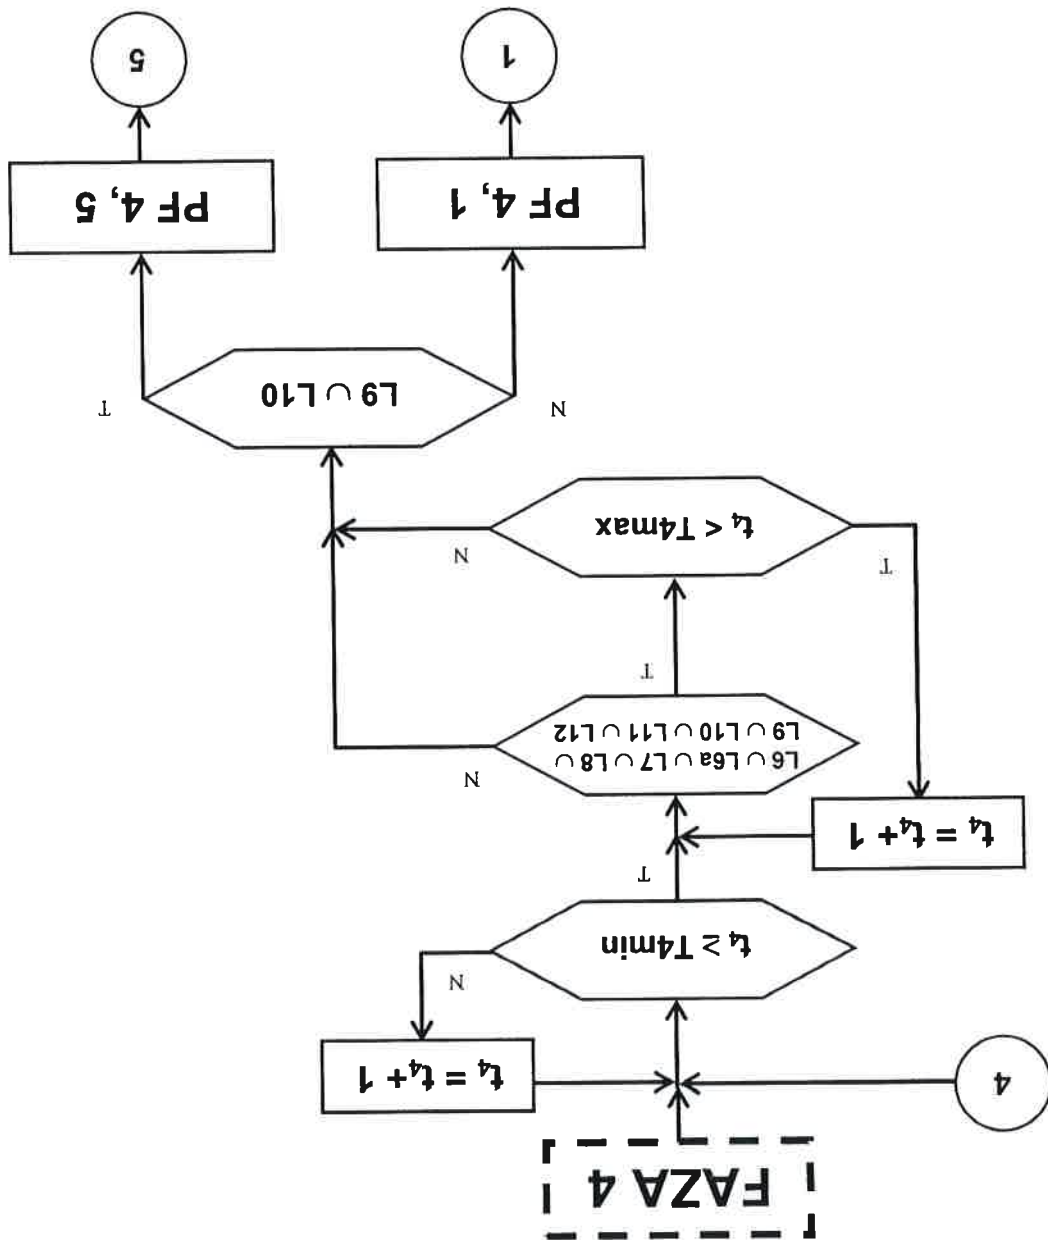 FAZA 4
4
t₄ = t₄+ 1
N
t₄ ≥ T4min
T
t₄ = t₄+ 1
L6 ∪ L6a ∪ L7 ∪ L8 ∪
L9 ∪ L10 ∪ L11 ∪ L12
N
T
T
N
t₄ < T4max
N
L9 ∪ L10
T
PF 4, 1
PF 4, 5
1
5